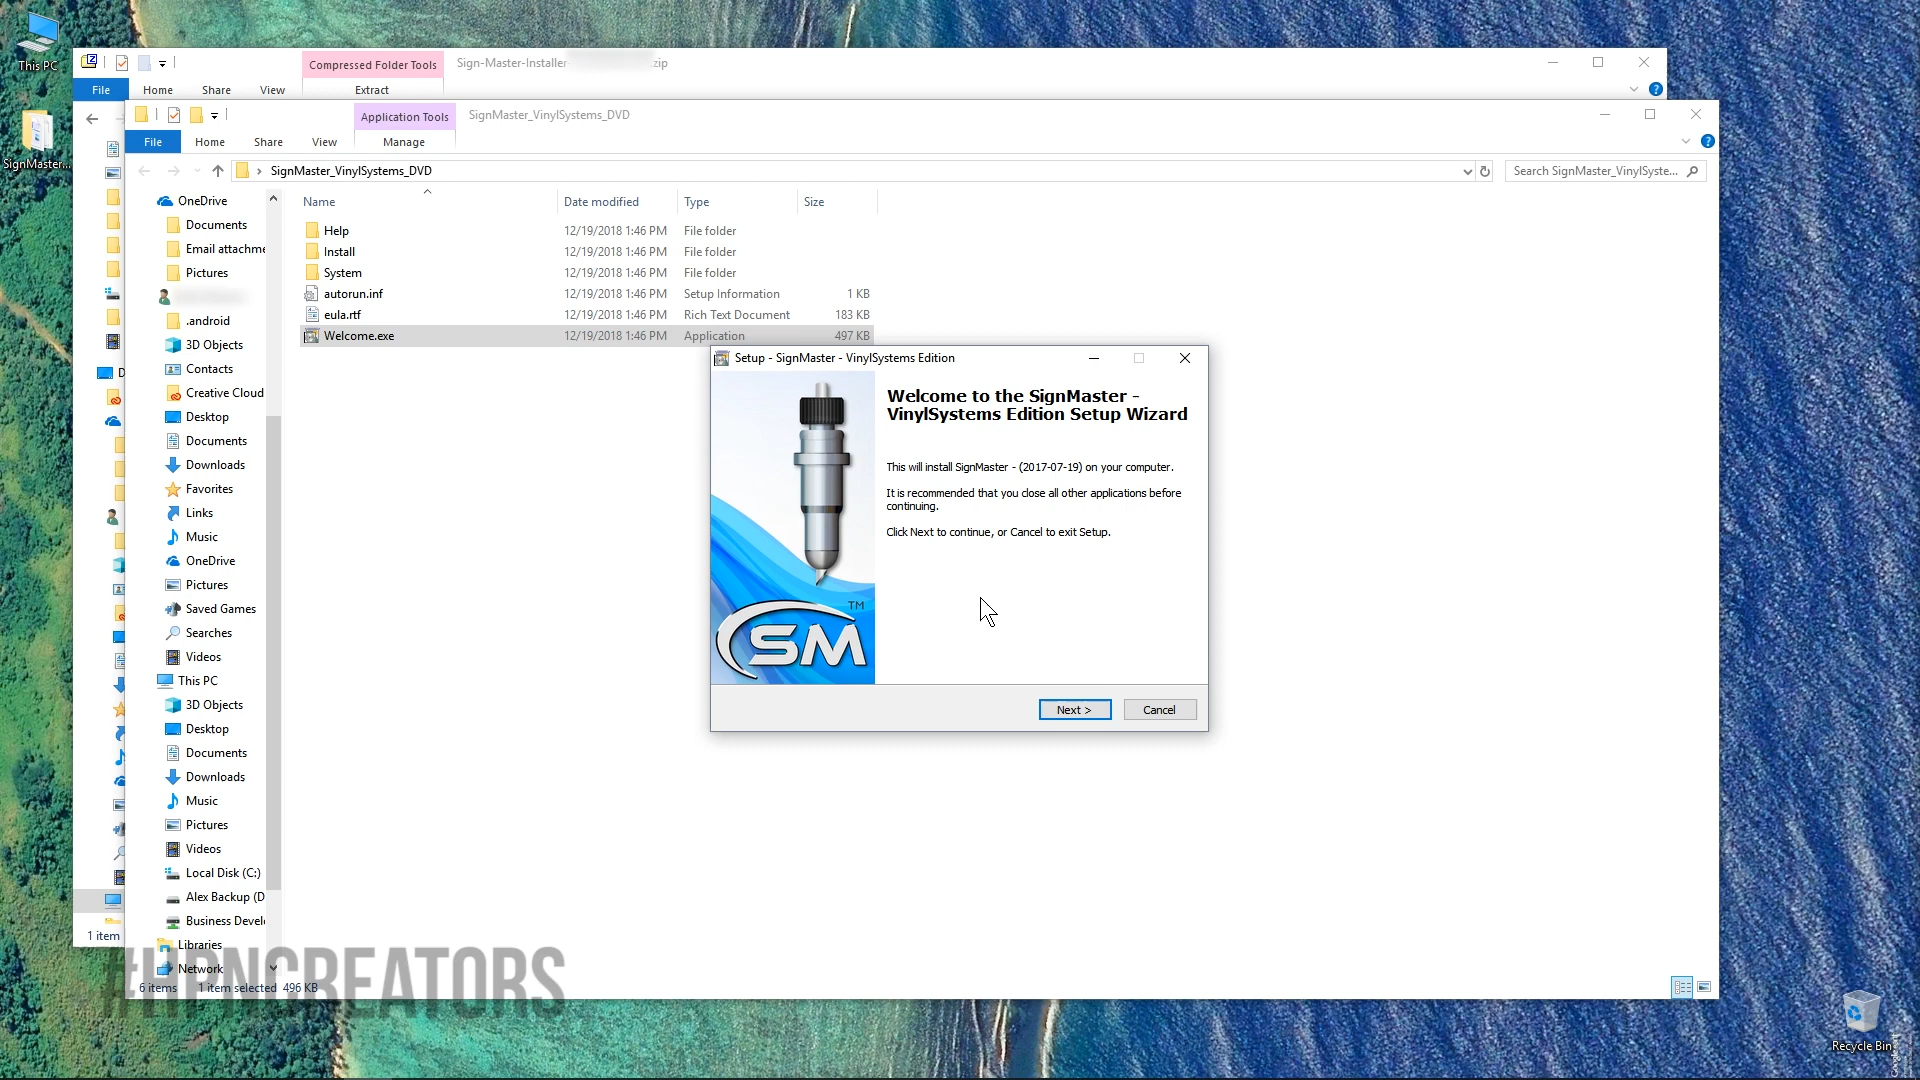 This PC
SignMaster...
Compressed Folder Tools
Sign-Master-Installer-
zip
File
Home
Share
View
Extract
Application Tools
SignMaster_VinylSystems_DVD
File
Home
Share
View
Manage
SignMaster_VinylSystems_DVD
Search SignMaster_VinylSyste...
OneDrive
Documents
Email attachme
Pictures
.android
3D Objects
Contacts
Creative Cloud
Desktop
Documents
Downloads
Favorites
Links
Music
OneDrive
Pictures
Saved Games
Searches
Videos
This PC
3D Objects
Desktop
Documents
Downloads
Music
Pictures
Videos
Local Disk (C:)
Alex Backup (D
Business Devel
Libraries
Network
Name Date modified Type Size
Help 12/19/2018 1:46 PM File folder
Install 12/19/2018 1:46 PM File folder
System 12/19/2018 1:46 PM File folder
autorun.inf 12/19/2018 1:46 PM Setup Information 1 KB
eula.rtf 12/19/2018 1:46 PM Rich Text Document 183 KB
Welcome.exe 12/19/2018 1:46 PM Application 497 KB
Setup - SignMaster - VinylSystems Edition
Welcome to the SignMaster -
VinylSystems Edition Setup Wizard
This will install SignMaster - (2017-07-19) on your computer.
It is recommended that you close all other applications before
continuing.
Click Next to continue, or Cancel to exit Setup.
TM
SM
Next >
Cancel
D
1 item
6 items 1 item selected 496 KB
#HPNCREATORS
Recycle Bin
Google